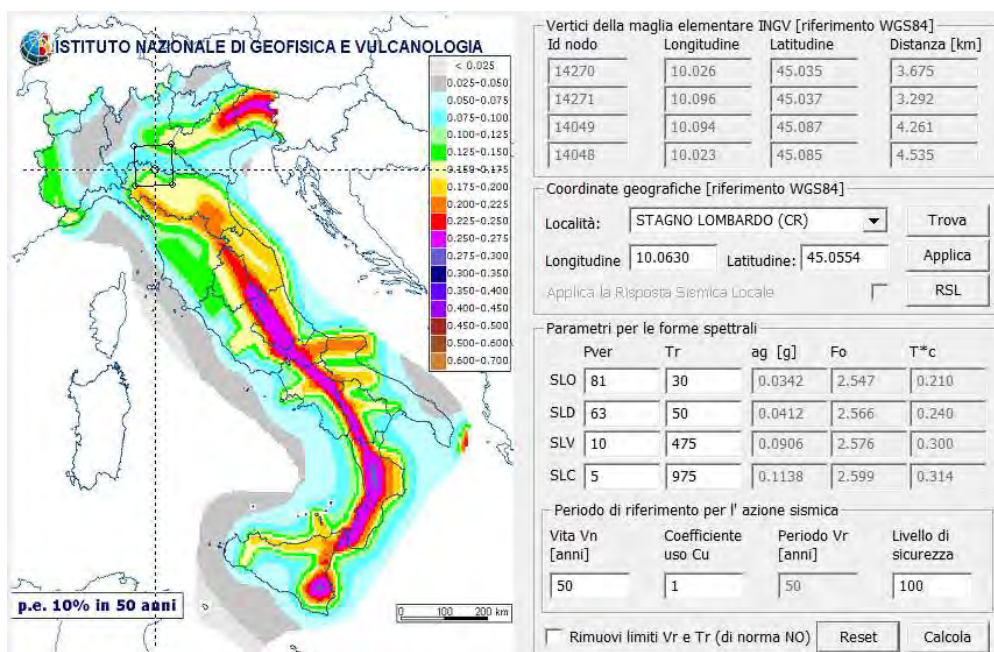 ISTITUTO NAZIONALE DI GEOFISICA E VULCANOLOGIA
< 0.025
0.025-0.050
0.050-0.075
0.075-0.100
0.100-0.125
0.125-0.150
0.150-0.175
0.175-0.200
0.200-0.225
0.225-0.250
0.250-0.275
0.275-0.300
0.300-0.350
0.350-0.400
0.400-0.450
0.450-0.500
0.500-0.600
0.600-0.700
p.e. 10% in 50 anni
0 100 200 km
Vertici della maglia elementare INGV [riferimento WGS84]
Id nodo Longitudine Latitudine Distanza [km]
14270 10.026 45.035 3.675
14271 10.096 45.037 3.292
14049 10.094 45.087 4.261
14048 10.023 45.085 4.535
Coordinate geografiche [riferimento WGS84]
Località: STAGNO LOMBARDO (CR) Trova
Longitudine 10.0630 Latitudine: 45.0554 Applica
Applica la Risposta Sismica Locale RSL
Parametri per le forme spettrali
Pver Tr ag [g] Fo T*c
SLO 81 30 0.0342 2.547 0.210
SLD 63 50 0.0412 2.566 0.240
SLV 10 475 0.0906 2.576 0.300
SLC 5 975 0.1138 2.599 0.314
Periodo di riferimento per l' azione sismica
Vita Vn Coefficiente Periodo Vr Livello di
[anni] uso Cu [anni] sicurezza
50 1 50 100
Rimuovi limiti Vr e Tr (di norma NO) Reset Calcola